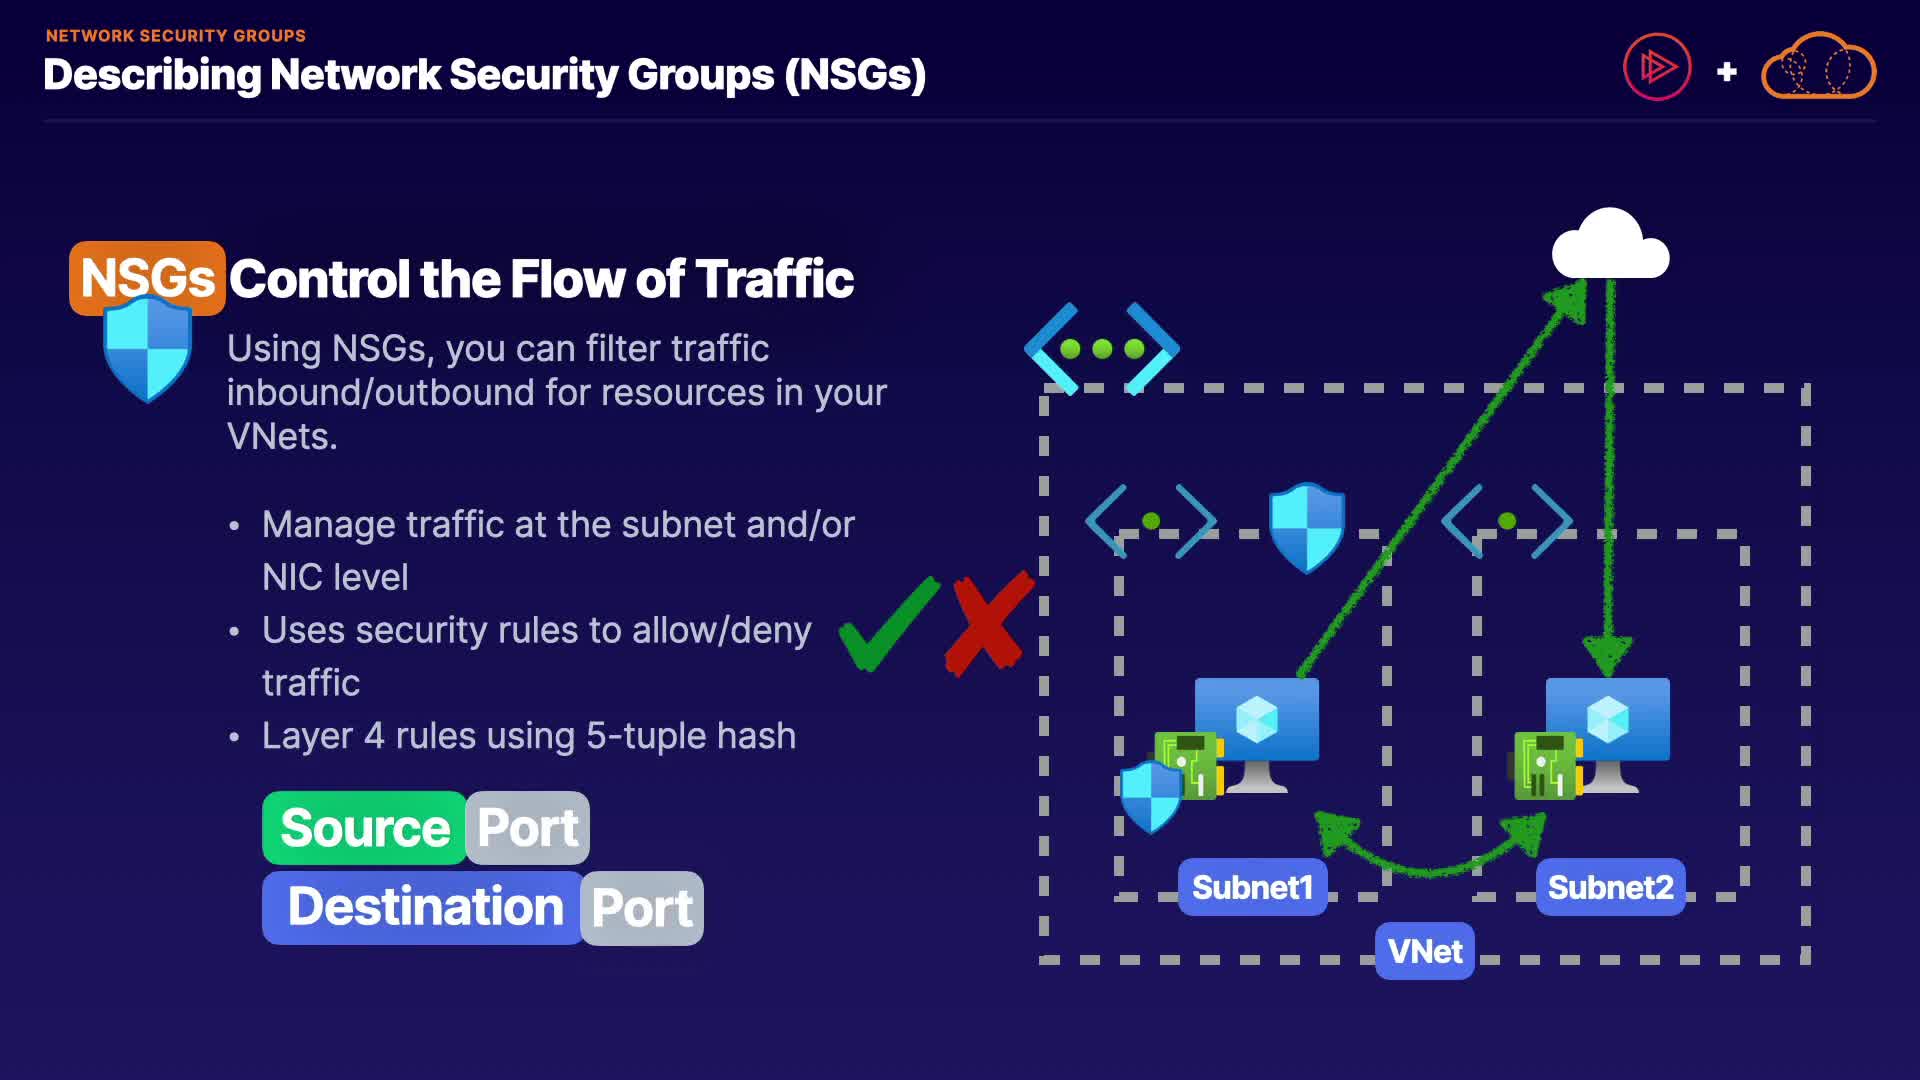 NETWORK SECURITY GROUPS
Describing Network Security Groups (NSGs)
NSGs Control the Flow of Traffic
Using NSGs, you can filter traffic
inbound/outbound for resources in your
VNets.
• Manage traffic at the subnet and/or
NIC level
• Uses security rules to allow/deny
traffic
• Layer 4 rules using 5-tuple hash
Source Port
Destination Port
Subnet1
Subnet2
VNet